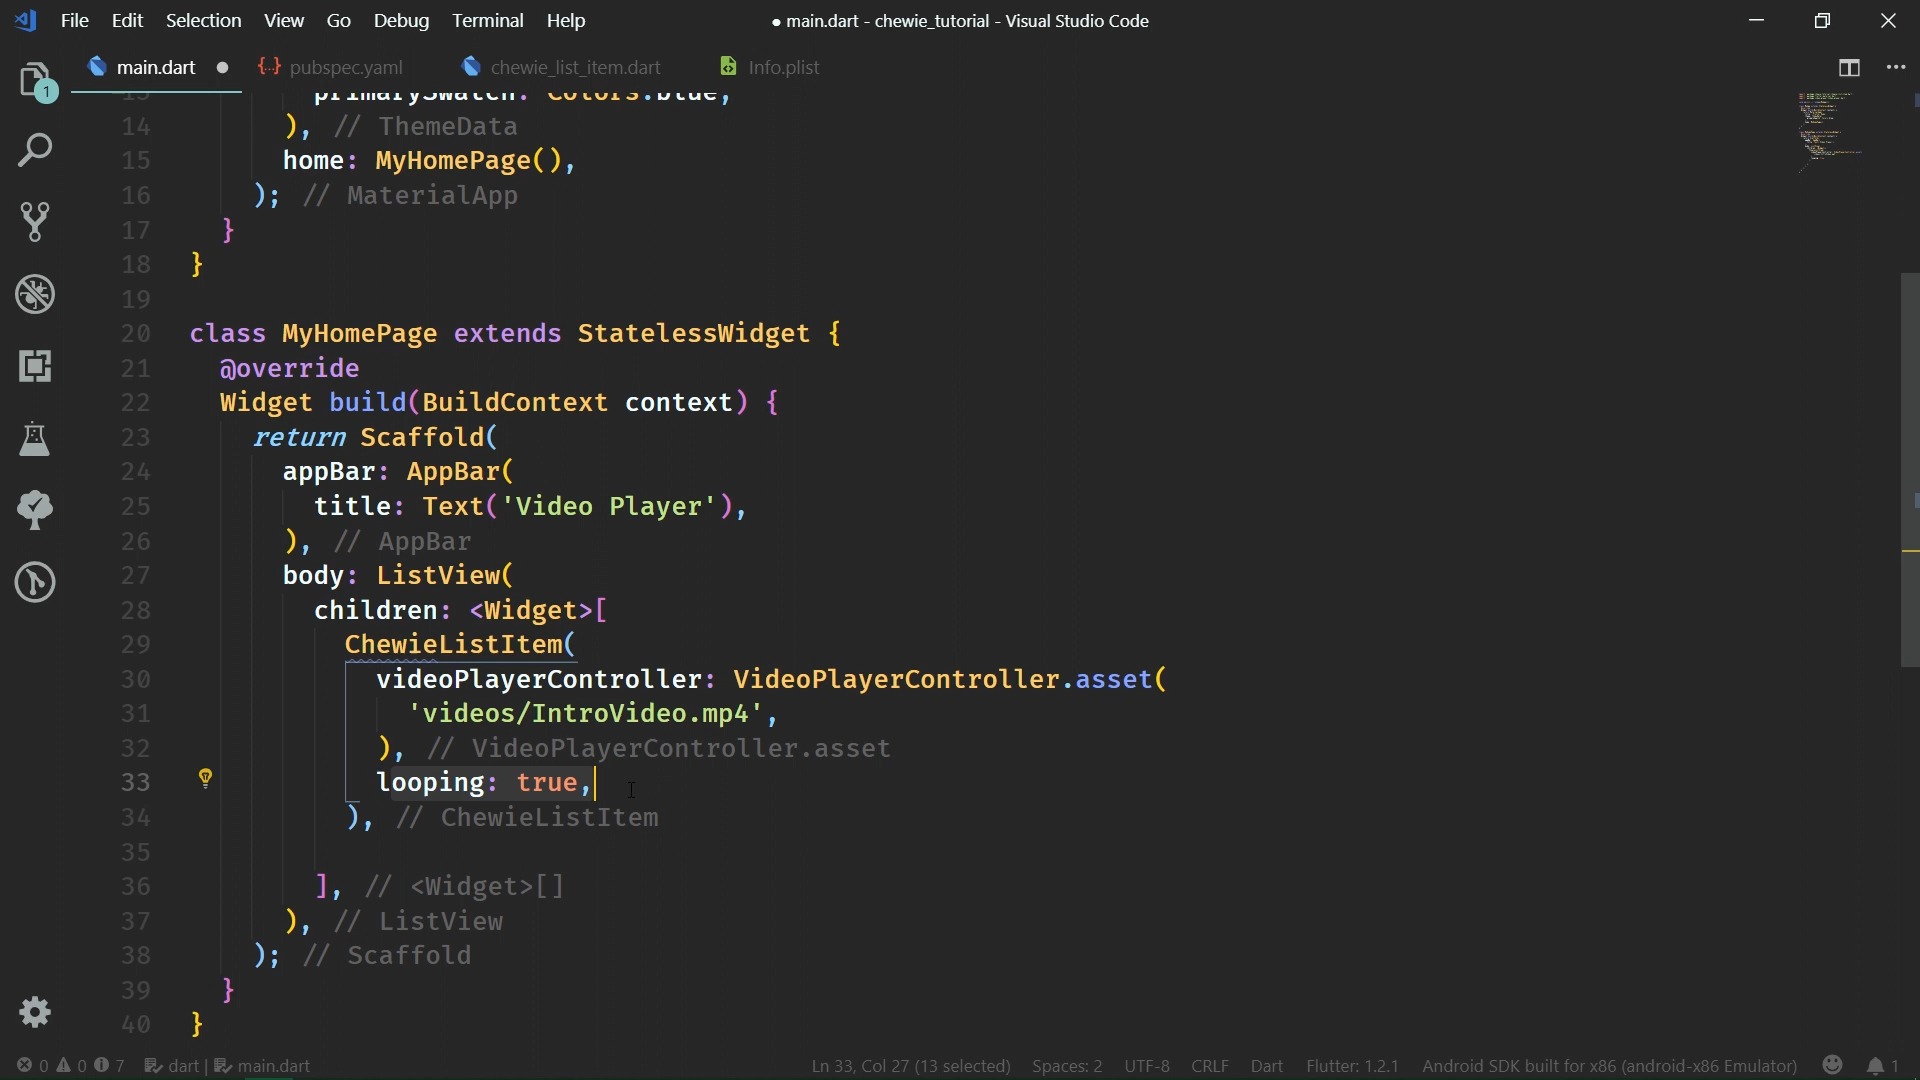 File Edit Selection View Go Debug Terminal Help
● main.dart - chewie_tutorial - Visual Studio Code
1
main.dart ●
{..} pubspec.yaml
chewie_list_item.dart
Info.plist
13 primarySwatch: Colors.blue,
14 ), // ThemeData
15 home: MyHomePage(),
16 ); // MaterialApp
17 }
18 }
19
20 class MyHomePage extends StatelessWidget {
21 @override
22 Widget build(BuildContext context) {
23 return Scaffold(
24 appBar: AppBar(
25 title: Text('Video Player'),
26 ), // AppBar
27 body: ListView(
28 children: <Widget>[
29 ChewieListItem(
30 videoPlayerController: VideoPlayerController.asset(
31 'videos/IntroVideo.mp4',
32 ), // VideoPlayerController.asset
33 looping: true,
34 ), // ChewieListItem
35
36 ], // <Widget>[]
37 ), // ListView
38 ); // Scaffold
39 }
40 }
0 0 7 dart | main.dart
Ln 33, Col 27 (13 selected) Spaces: 2 UTF-8 CRLF Dart Flutter: 1.2.1 Android SDK built for x86 (android-x86 Emulator) 1